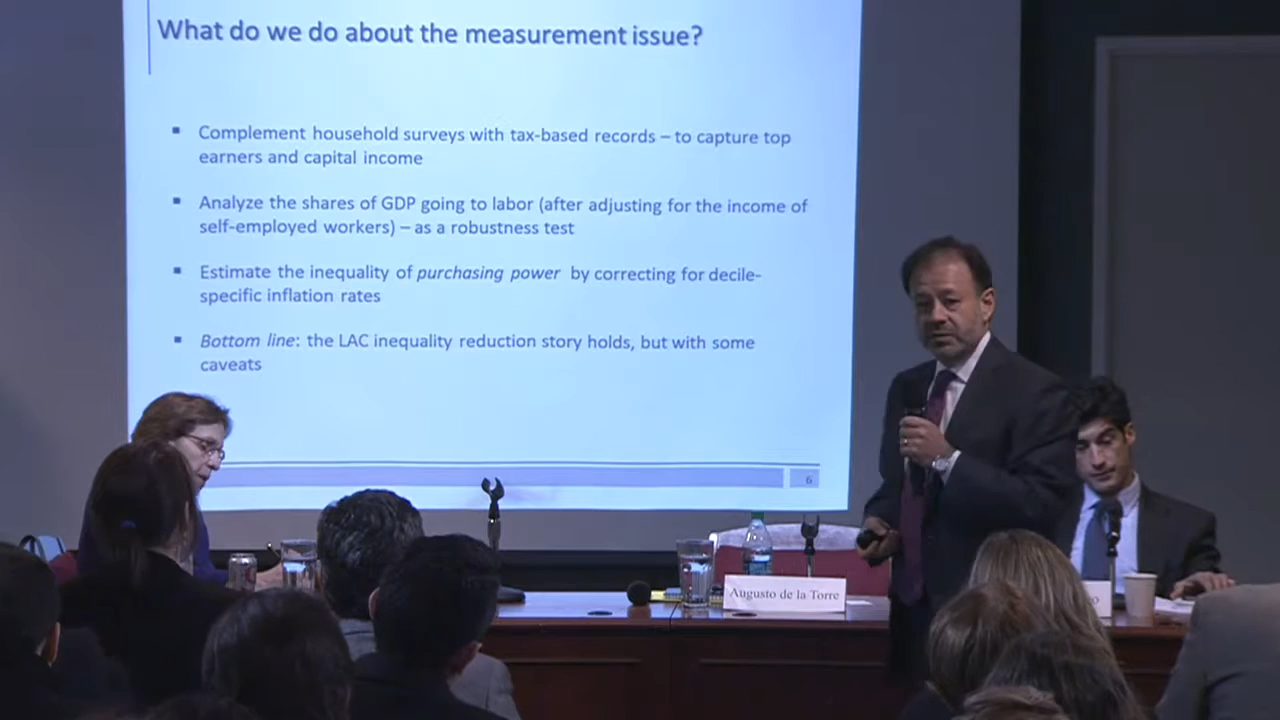 What do we do about the measurement issue?
▪ Complement household surveys with tax-based records – to capture top
earners and capital income
▪ Analyze the shares of GDP going to labor (after adjusting for the income of
self-employed workers) – as a robustness test
▪ Estimate the inequality of purchasing power by correcting for decile-
specific inflation rates
▪ Bottom line: the LAC inequality reduction story holds, but with some
caveats
6
Augusto de la Torre